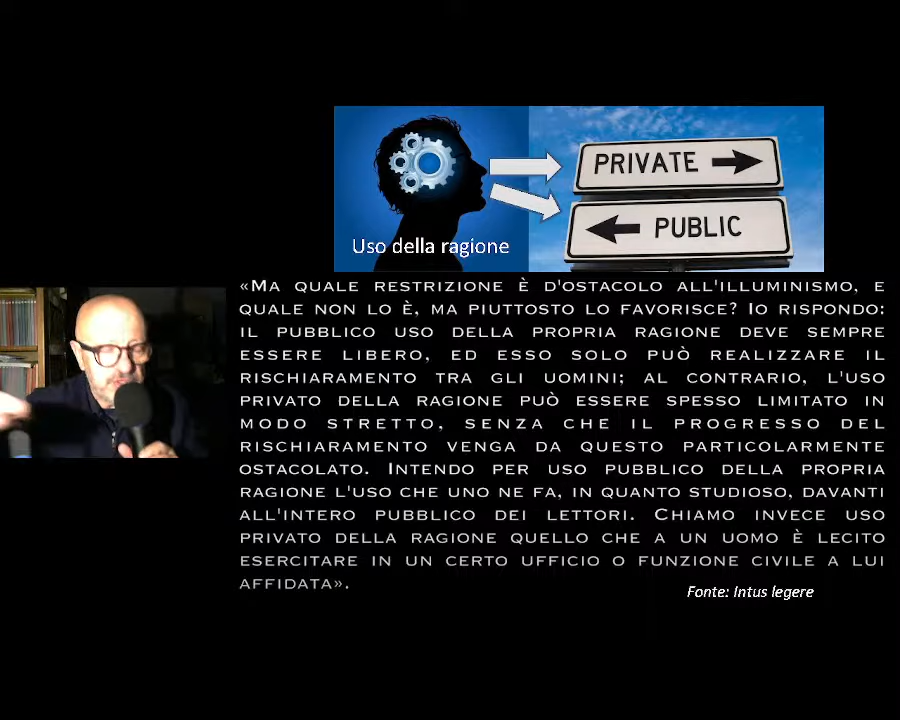 PRIVATE
PUBLIC
Uso della ragione
«Ma quale restrizione è d'ostacolo all'illuminismo, e
quale non lo è, ma piuttosto lo favorisce? Io rispondo:
il pubblico uso della propria ragione deve sempre
essere libero, ed esso solo può realizzare il
rischiaramento tra gli uomini; al contrario, l'uso
privato della ragione può essere spesso limitato in
modo stretto, senza che il progresso del
rischiaramento venga da questo particolarmente
ostacolato. Intendo per uso pubblico della propria
ragione l'uso che uno ne fa, in quanto studioso, davanti
all'intero pubblico dei lettori. Chiamo invece uso
privato della ragione quello che a un uomo è lecito
esercitare in un certo ufficio o funzione civile a lui
affidata».
Fonte: Intus legere